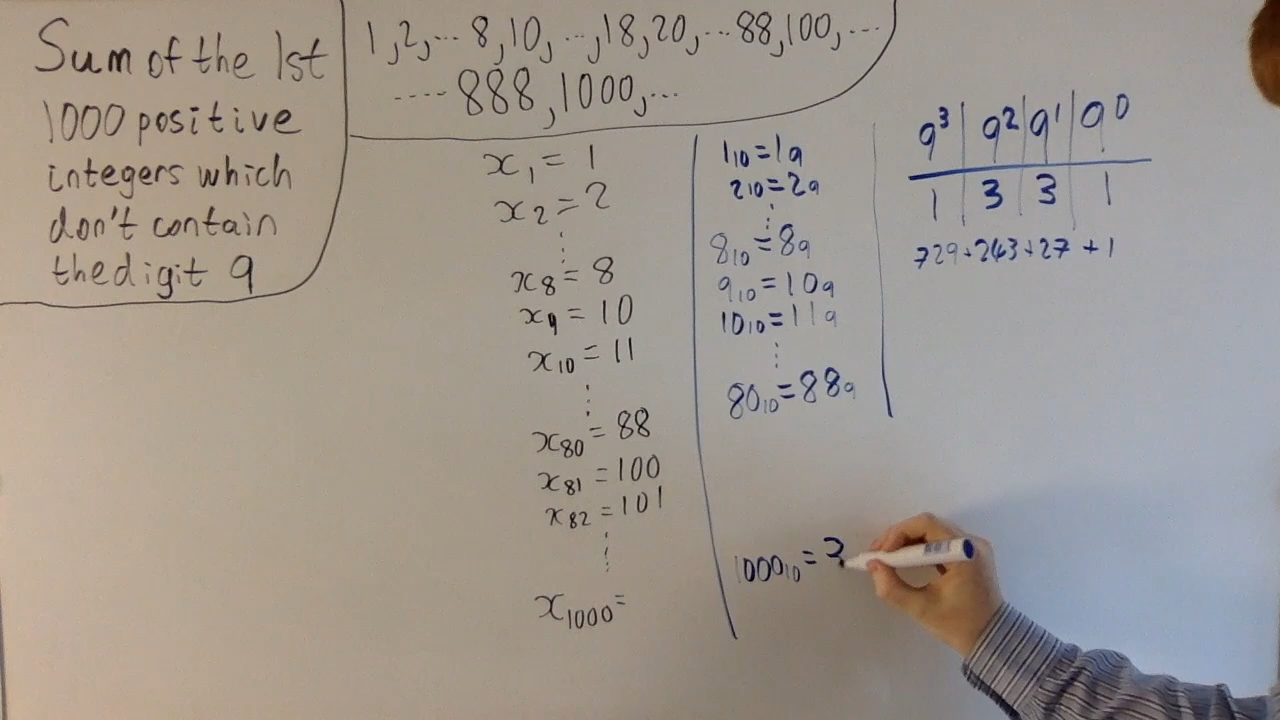 Sum of the 1st
1000 positive
integers which
don't contain
the digit 9
1,2,... 8,10,...,18,20,...88,100,...
.... 888,1000,...
x₁ = 1
x₂ = 2
⋮
x₈ = 8
x₉ = 10
x₁₀ = 11
⋮
x₈₀ = 88
x₈₁ = 100
x₈₂ = 101
⋮
x₁₀₀₀ =
1₁₀ = 1₉
2₁₀ = 2₉
⋮
8₁₀ = 8₉
9₁₀ = 10₉
10₁₀ = 11₉
⋮
80₁₀ = 88₉
1000₁₀ = 3
9³ | 9² | 9¹ | 9⁰
1 | 3 | 3 | 1
729+243+27 + 1